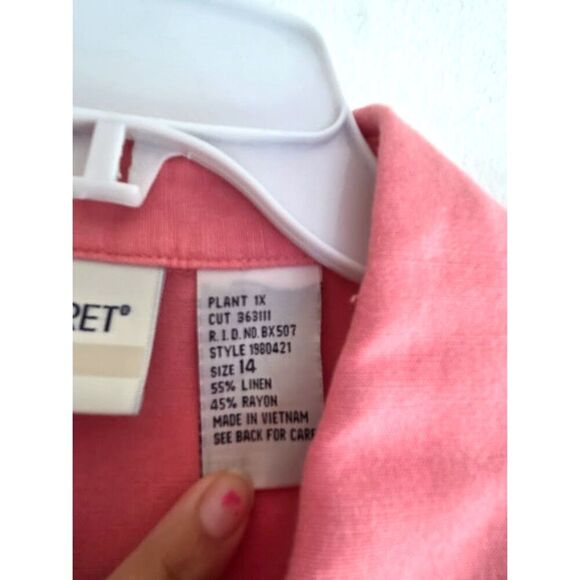 RET®
PLANT 1X
CUT 363111
R.I.D.NO.BX507
STYLE 1980421
SIZE 14
55% LINEN
45% RAYON
MADE IN VIETNAM
SEE BACK FOR CARE